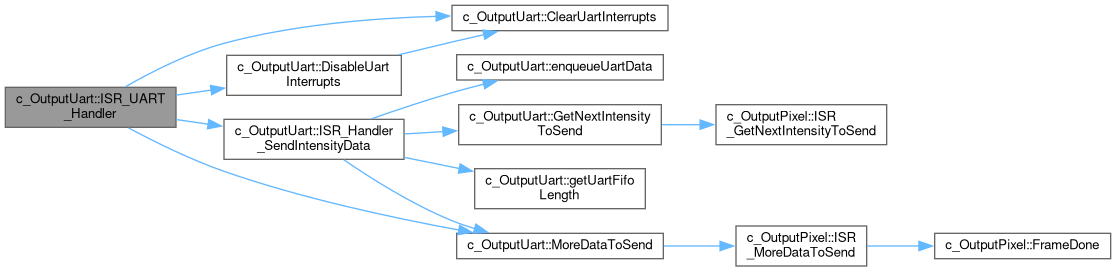 c_OutputUart::ISR_UART
_Handler
c_OutputUart::ClearUartInterrupts
c_OutputUart::DisableUart
Interrupts
c_OutputUart::ISR_Handler
_SendIntensityData
c_OutputUart::enqueueUartData
c_OutputUart::GetNextIntensity
ToSend
c_OutputPixel::ISR
_GetNextIntensityToSend
c_OutputUart::getUartFifo
Length
c_OutputUart::MoreDataToSend
c_OutputPixel::ISR
_MoreDataToSend
c_OutputPixel::FrameDone